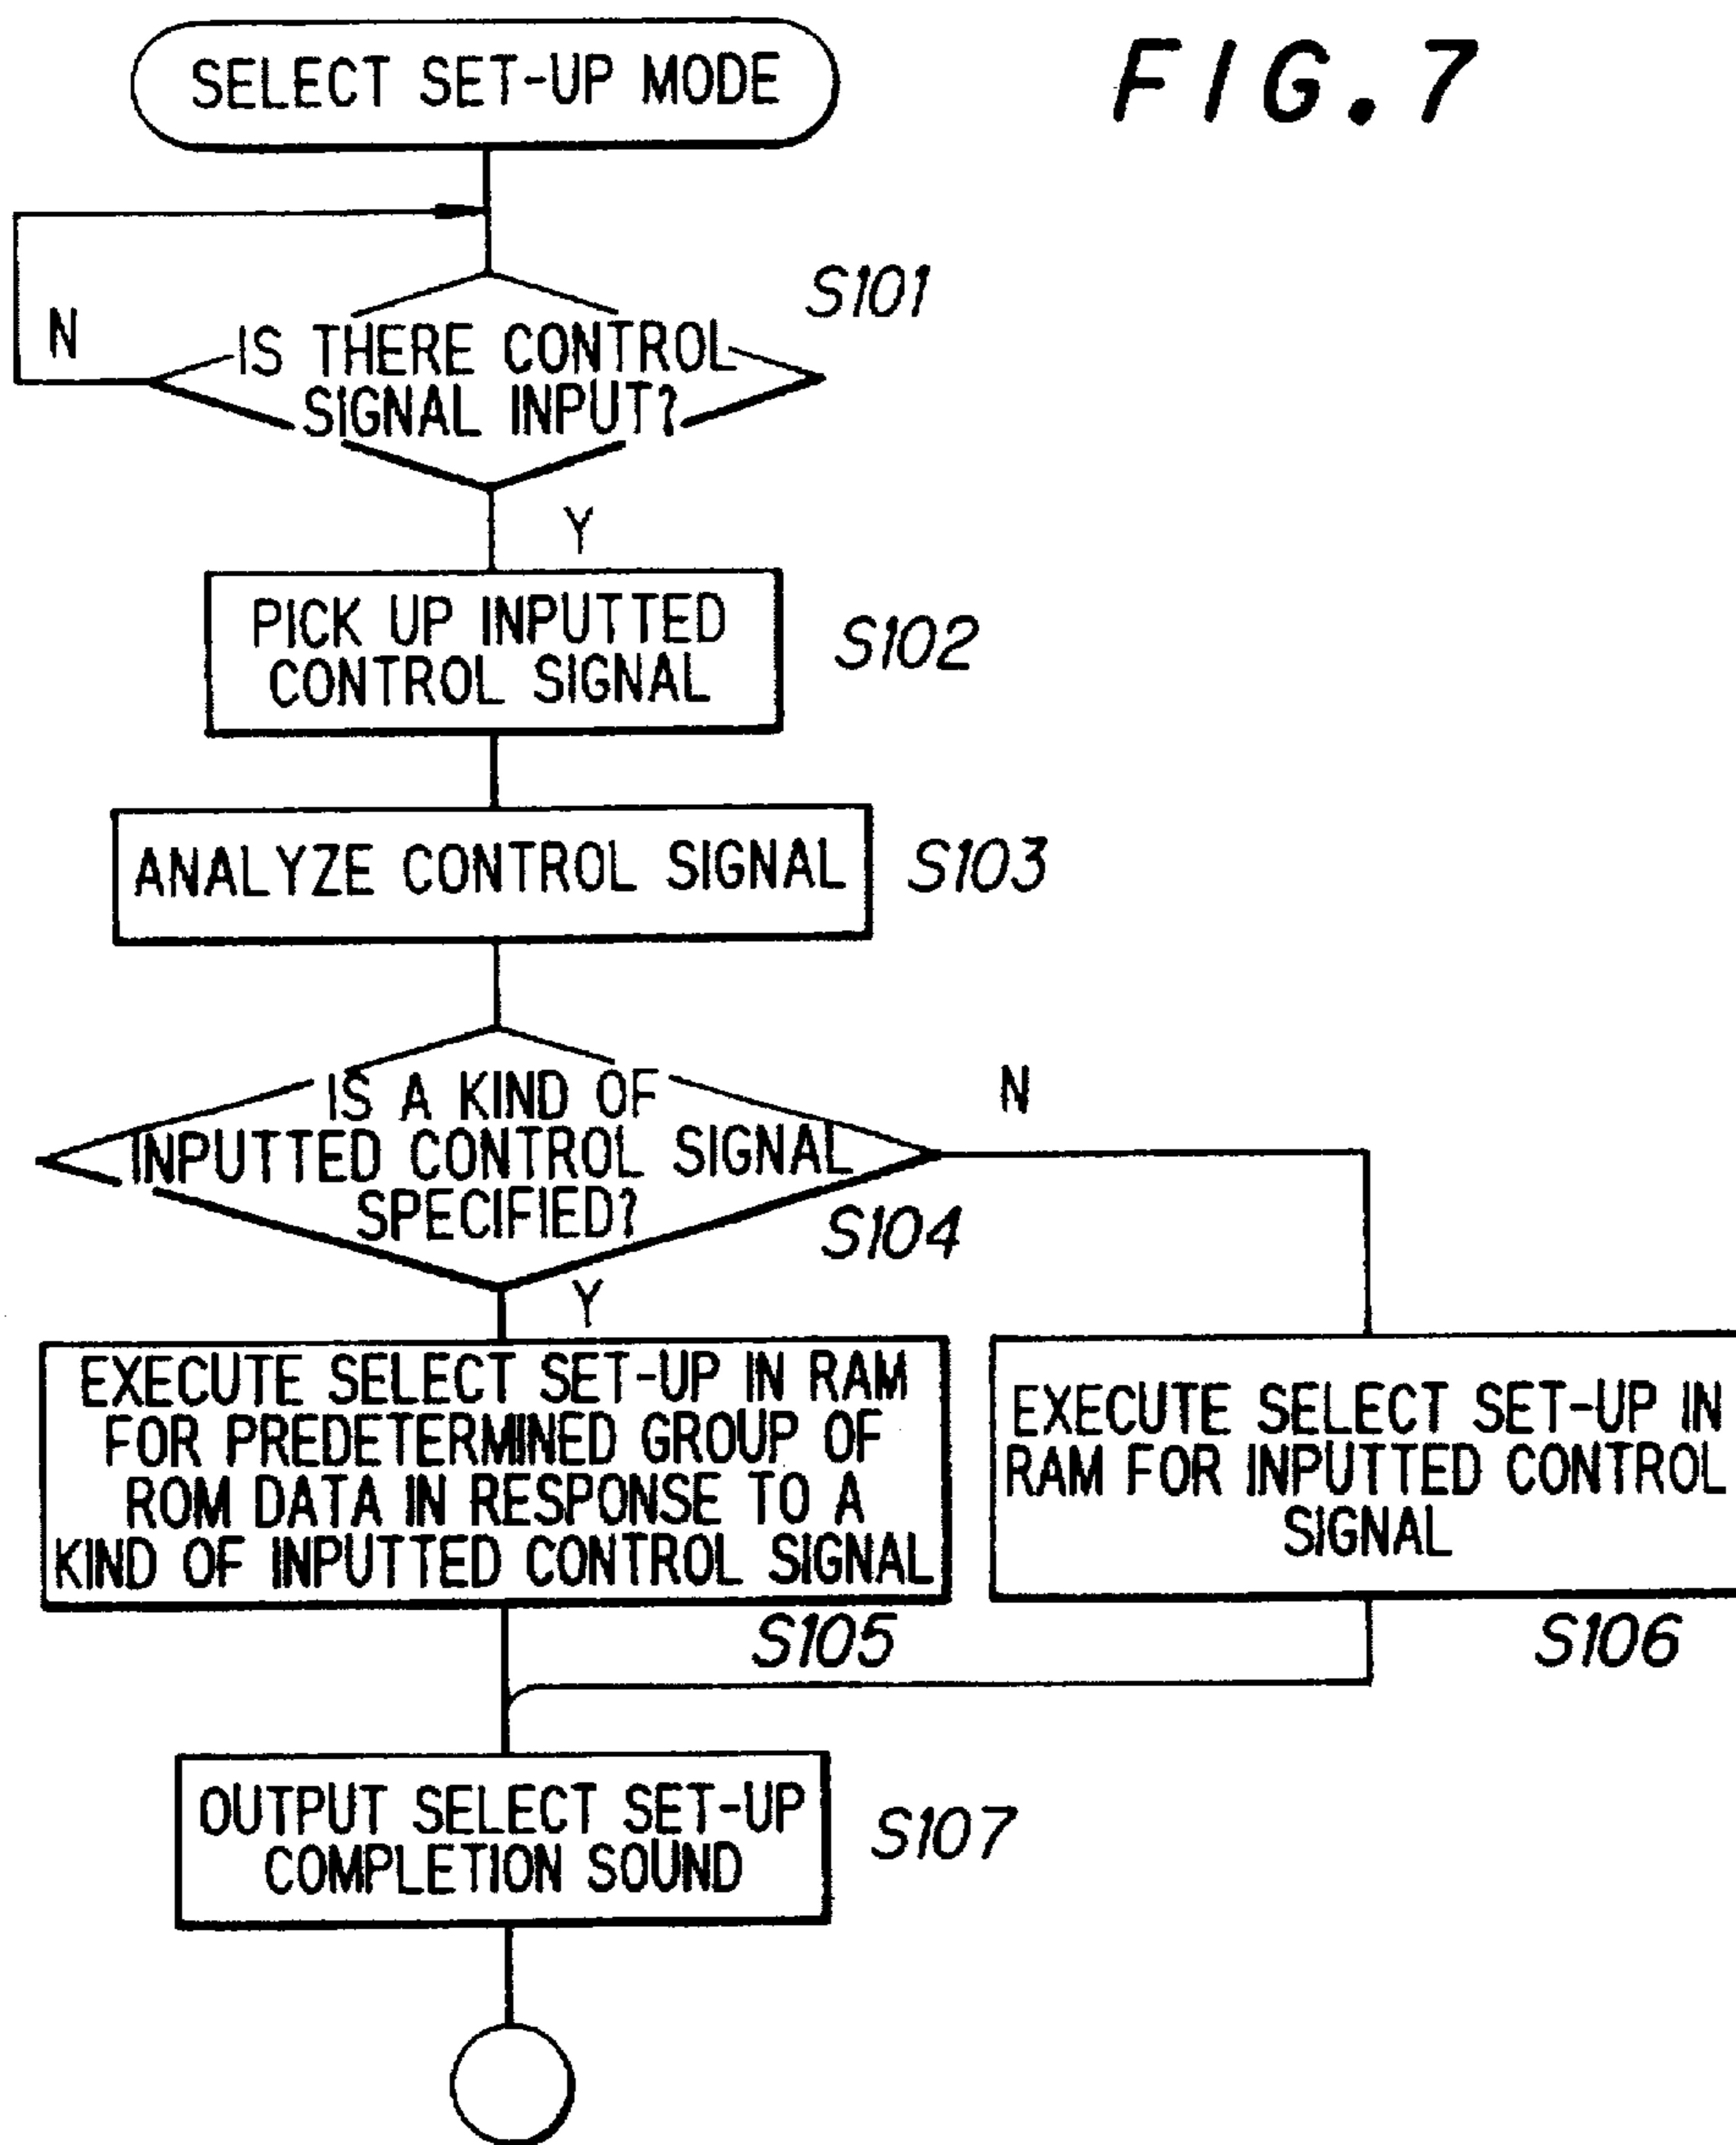 FIG. 7
SELECT SET-UP MODE
S101
N
IS THERE CONTROL
SIGNAL INPUT?
Y
PICK UP INPUTTED
CONTROL SIGNAL
S102
ANALYZE CONTROL SIGNAL
S103
IS A KIND OF
INPUTTED CONTROL SIGNAL
SPECIFIED?
N
S104
Y
EXECUTE SELECT SET-UP IN RAM
FOR PREDETERMINED GROUP OF
ROM DATA IN RESPONSE TO A
KIND OF INPUTTED CONTROL SIGNAL
S105
EXECUTE SELECT SET-UP IN
RAM FOR INPUTTED CONTROL
SIGNAL
S106
OUTPUT SELECT SET-UP
COMPLETION SOUND
S107